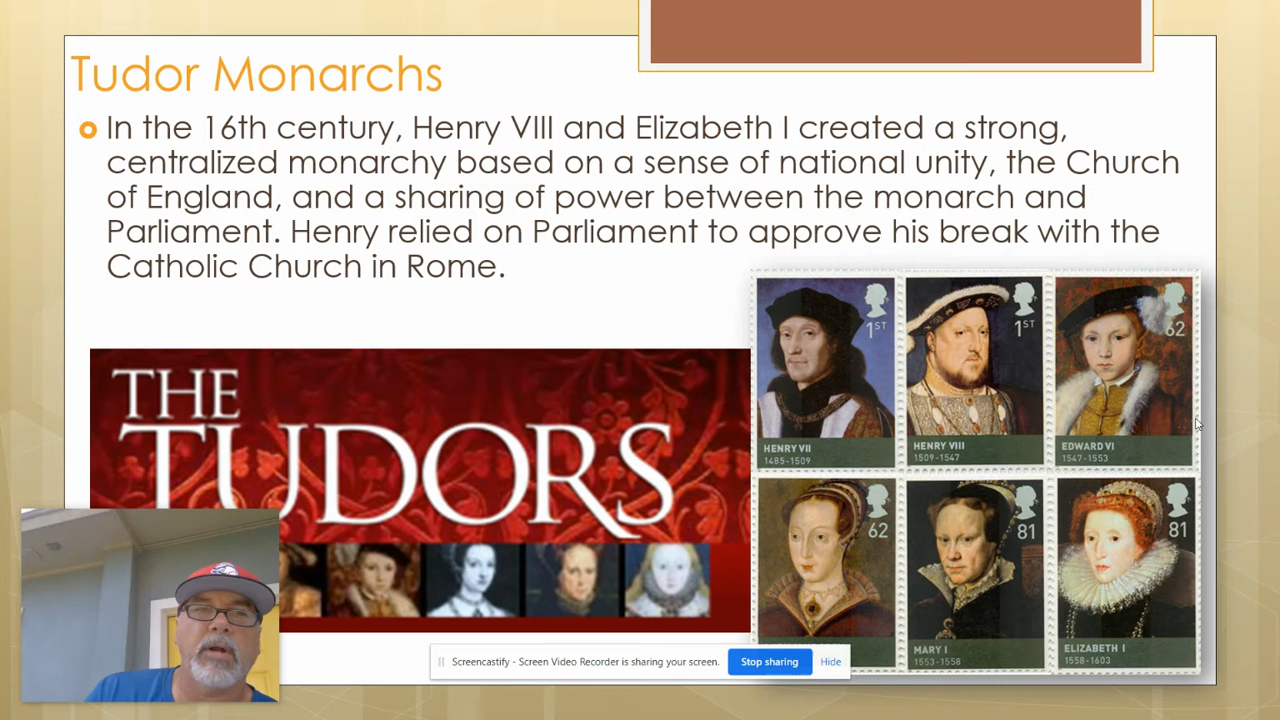 Tudor Monarchs
In the 16th century, Henry VIII and Elizabeth I created a strong,
centralized monarchy based on a sense of national unity, the Church
of England, and a sharing of power between the monarch and
Parliament. Henry relied on Parliament to approve his break with the
Catholic Church in Rome.
THE
TUDORS
1ST
HENRY VII
1485-1509
1ST
HENRY VIII
1509-1547
62
EDWARD VI
1547-1553
62
81
MARY I
1553-1558
81
ELIZABETH I
1558-1603
Screencastify - Screen Video Recorder is sharing your screen.
Stop sharing
Hide